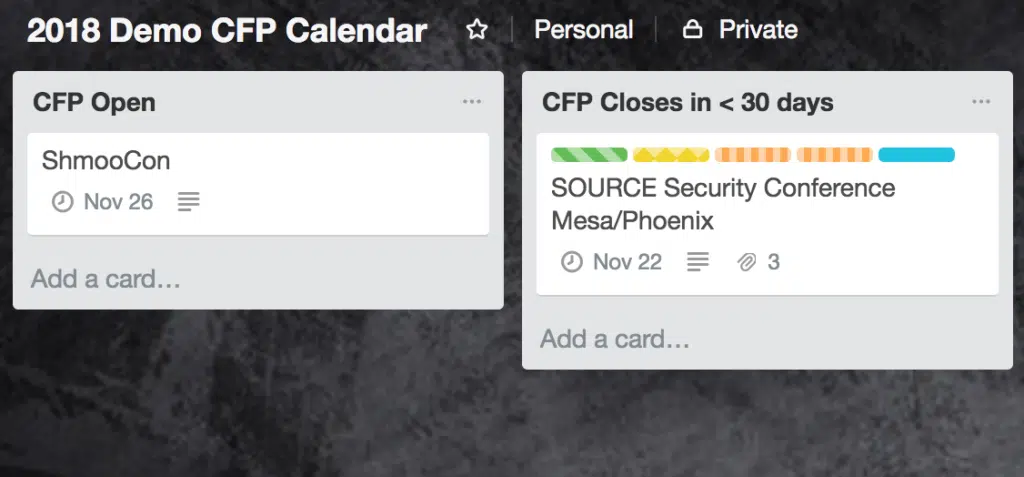 2018 Demo CFP Calendar Personal Private
CFP Open
ShmooCon
Nov 26
Add a card…
CFP Closes in < 30 days
SOURCE Security Conference
Mesa/Phoenix
Nov 22 3
Add a card…